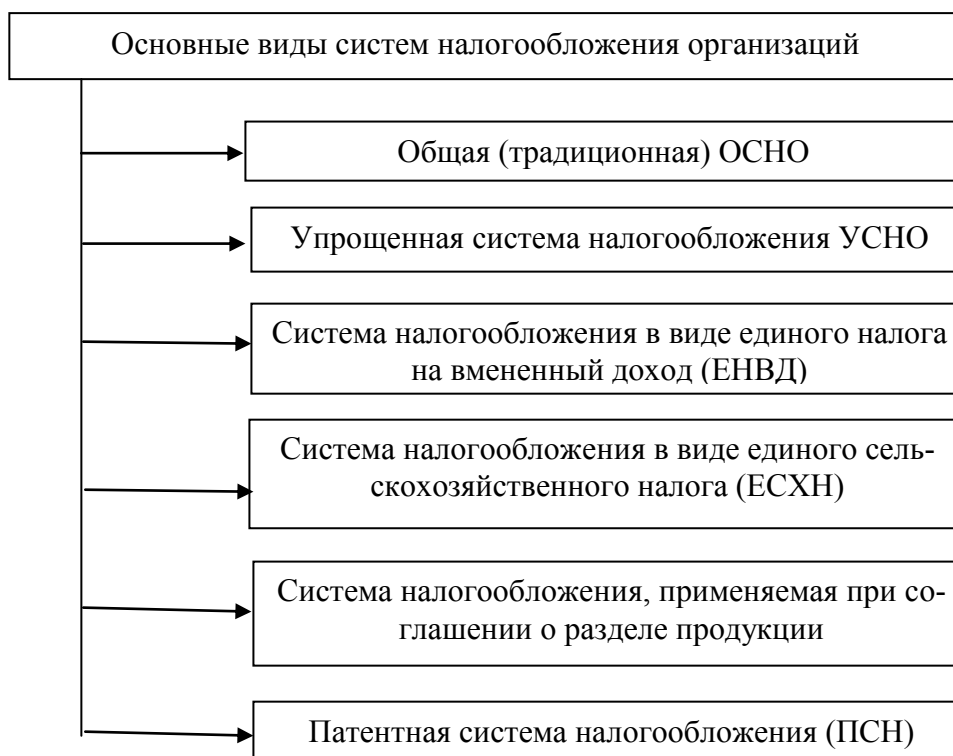 Основные виды систем налогообложения организаций
Общая (традиционная) ОСНО
Упрощенная система налогообложения УСНО
Система налогообложения в виде единого налога
на вмененный доход (ЕНВД)
Система налогообложения в виде единого сель-
скохозяйственного налога (ЕСХН)
Система налогообложения, применяемая при со-
глашении о разделе продукции
Патентная система налогообложения (ПСН)